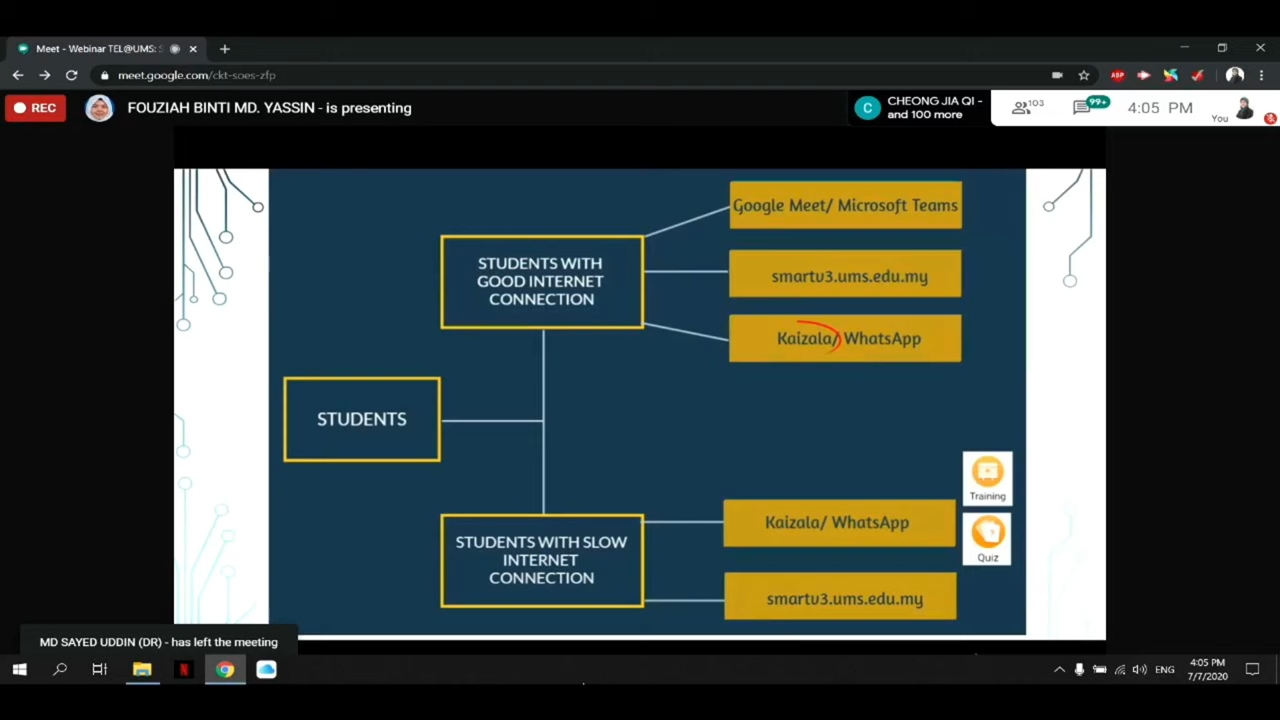 Meet - Webinar TEL@UMS: S
meet.google.com/ckt-soes-zfp
ABP
REC
FOUZIAH BINTI MD. YASSIN - is presenting
C
CHEONG JIA QI -
and 100 more
103
99+
4:05 PM
You
Google Meet/ Microsoft Teams
STUDENTS WITH
GOOD INTERNET
CONNECTION
smartv3.ums.edu.my
Kaizala/ WhatsApp
STUDENTS
Training
Kaizala/ WhatsApp
STUDENTS WITH SLOW
INTERNET
CONNECTION
Quiz
smartv3.ums.edu.my
MD SAYED UDDIN (DR) - has left the meeting
N
ENG
4:05 PM
7/7/2020